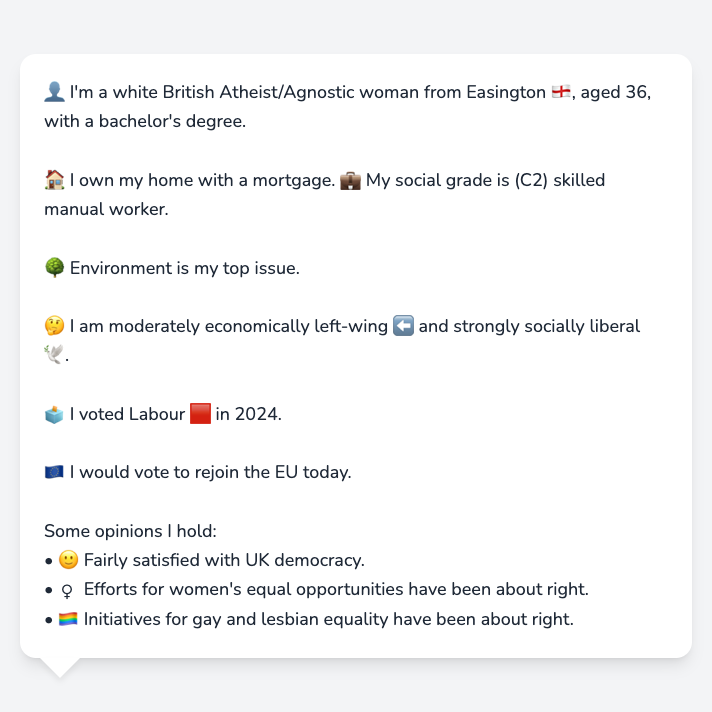 👤 I'm a white British Atheist/Agnostic woman from Easington 🏴󠁧󠁢󠁥󠁮󠁧󠁿, aged 36,
with a bachelor's degree.
🏠 I own my home with a mortgage. 💼 My social grade is (C2) skilled
manual worker.
🌳 Environment is my top issue.
🤔 I am moderately economically left-wing ⬅️ and strongly socially liberal
🕊️.
🗳️ I voted Labour 🟥 in 2024.
🇪🇺 I would vote to rejoin the EU today.
Some opinions I hold:
• 🙂 Fairly satisfied with UK democracy.
• ♀ Efforts for women's equal opportunities have been about right.
• 🏳️‍🌈 Initiatives for gay and lesbian equality have been about right.